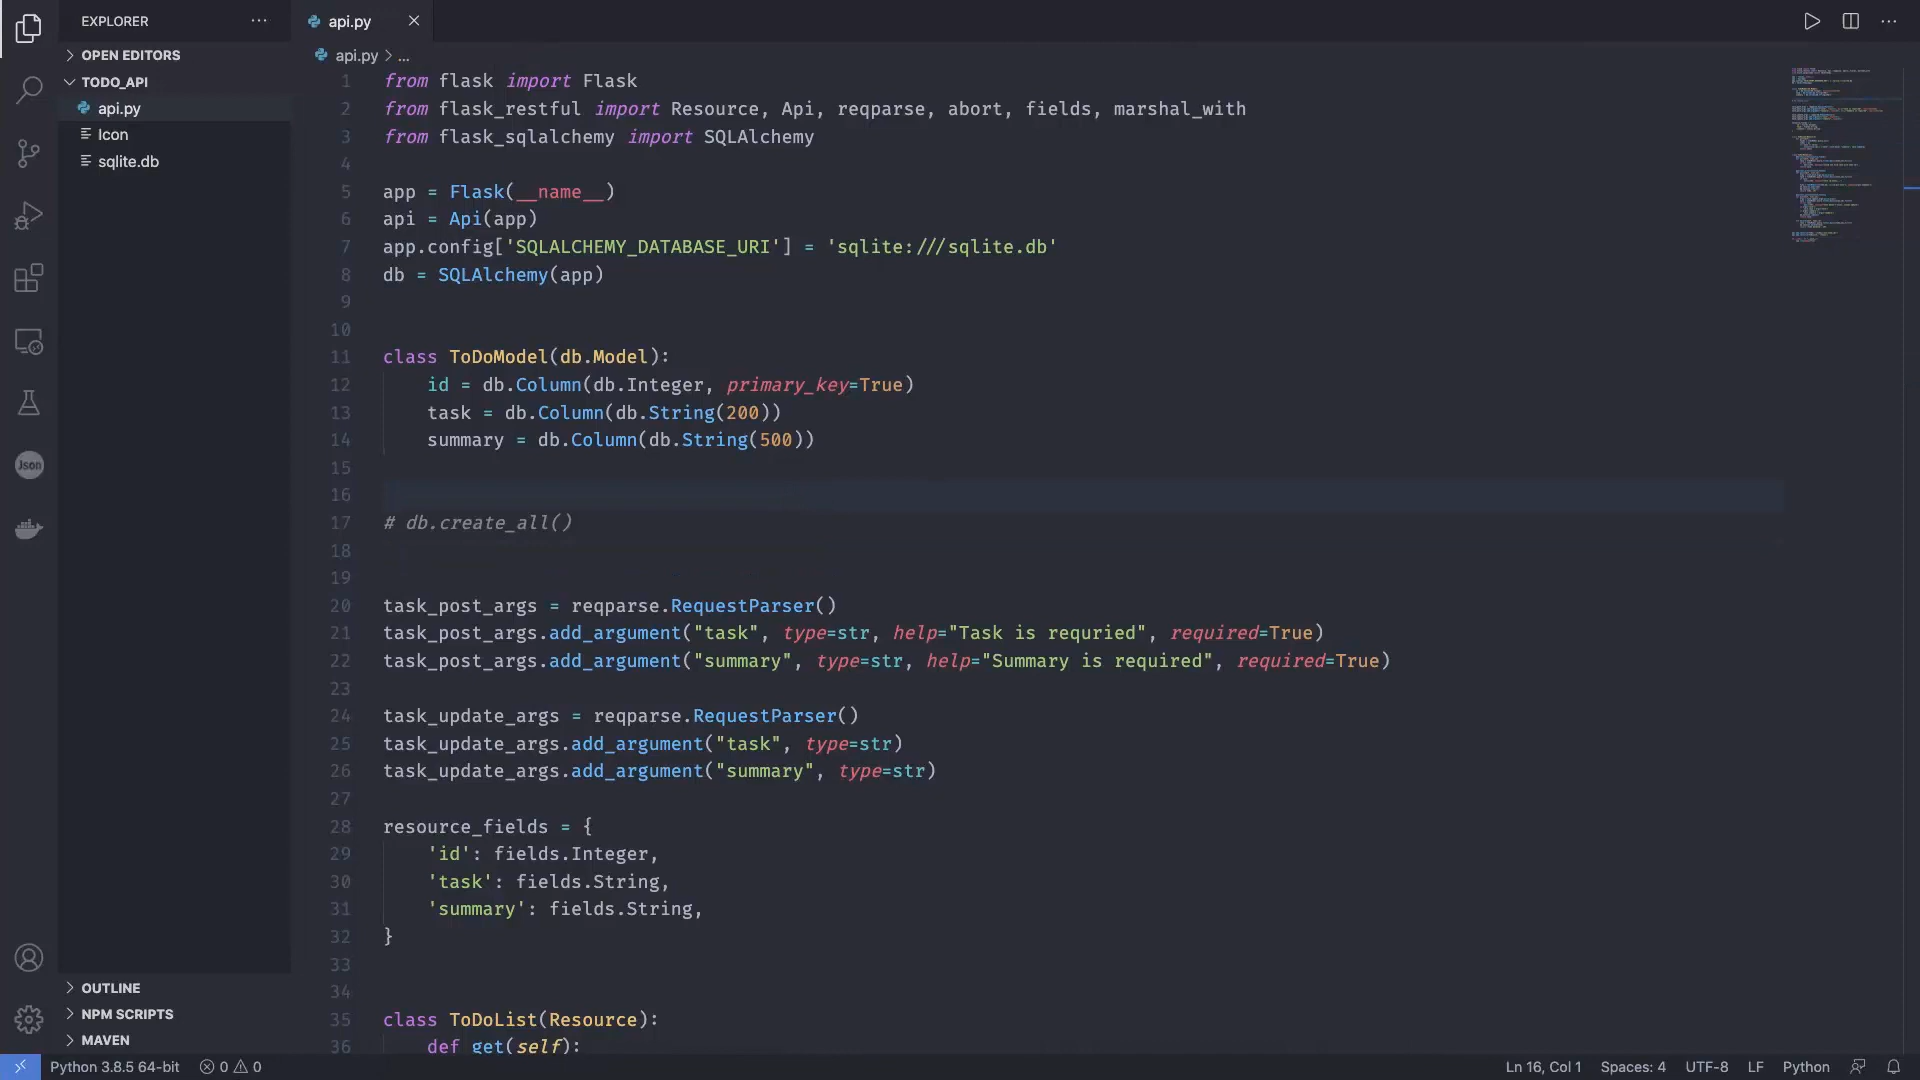 EXPLORER
OPEN EDITORS
TODO_API
api.py
Icon
sqlite.db
OUTLINE
NPM SCRIPTS
MAVEN
Json
api.py
api.py > ...
1 from flask import Flask
2 from flask_restful import Resource, Api, reqparse, abort, fields, marshal_with
3 from flask_sqlalchemy import SQLAlchemy
4
5 app = Flask(__name__)
6 api = Api(app)
7 app.config['SQLALCHEMY_DATABASE_URI'] = 'sqlite:///sqlite.db'
8 db = SQLAlchemy(app)
9
10
11 class ToDoModel(db.Model):
12 id = db.Column(db.Integer, primary_key=True)
13 task = db.Column(db.String(200))
14 summary = db.Column(db.String(500))
15
16
17 # db.create_all()
18
19
20 task_post_args = reqparse.RequestParser()
21 task_post_args.add_argument("task", type=str, help="Task is requried", required=True)
22 task_post_args.add_argument("summary", type=str, help="Summary is required", required=True)
23
24 task_update_args = reqparse.RequestParser()
25 task_update_args.add_argument("task", type=str)
26 task_update_args.add_argument("summary", type=str)
27
28 resource_fields = {
29 'id': fields.Integer,
30 'task': fields.String,
31 'summary': fields.String,
32 }
33
34
35 class ToDoList(Resource):
36 def get(self):
Python 3.8.5 64-bit 0 0 Ln 16, Col 1 Spaces: 4 UTF-8 LF Python